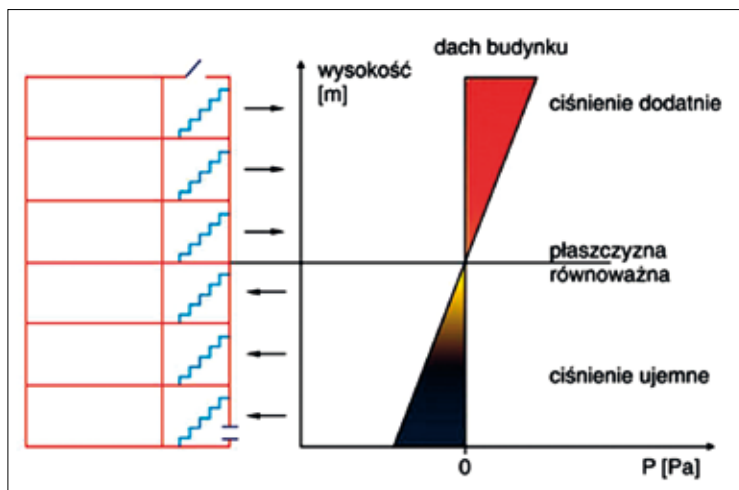 dach budynku
wysokość
[m]
ciśnienie dodatnie
płaszczyzna
równoważna
ciśnienie ujemne
0
P [Pa]